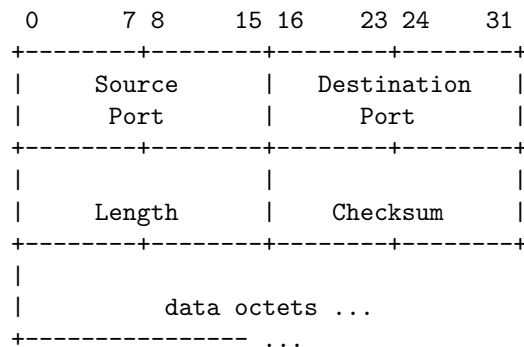 0      7 8     15 16    23 24    31
+--------+--------+--------+--------+
|     Source      |   Destination   |
|      Port       |      Port       |
+--------+--------+--------+--------+
|                 |                 |
|     Length      |    Checksum     |
+--------+--------+--------+--------+
|
|          data octets ...
+---------------- ...